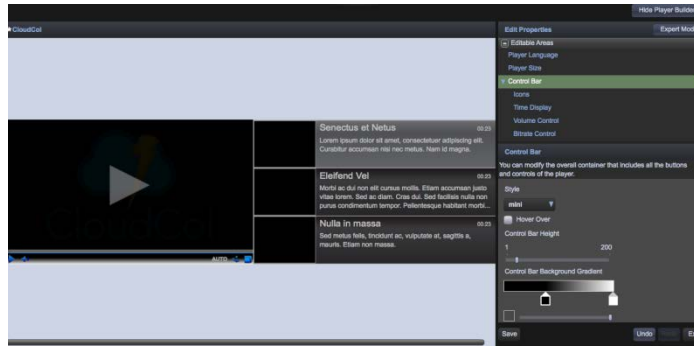 Hide Player Builder
CloudCol
Edit Properties
Expert Mod
Editable Areas
Player Language
Player Size
Control Bar
Icons
Time Display
Volume Control
Bitrate Control
Control Bar
You can modify the overall container that includes all the buttons
and controls of the player.
Style
mini
Hover Over
Control Bar Height
1 200
Control Bar Background Gradient
Save
Undo
Ex
Senectus et Netus 00:23
Lorem ipsum dolor sit amet, consectetuer adipiscing elit.
Curabitur accumsan nisi nec metus. Nam id magna.
Eleifend Vel 00:23
Morbi ac dui non elit cursus mollis. Etiam accumsan justo
vitae lorem. Sed ac diam. Cras dui. Sed facilisis nulla non
purus condimentum tempor. Pellentesque habitant morbi...
Nulla in massa 00:23
Sed metus felis, tincidunt ac, vulputate at, sagittis a,
mauris. Etiam non massa.
AUTO